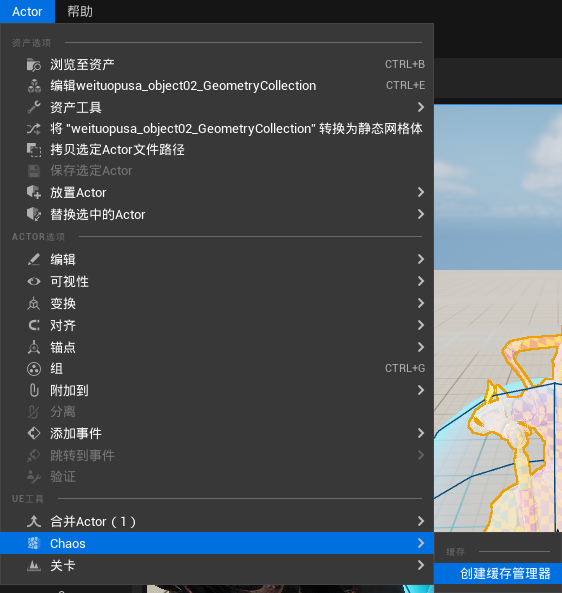 Actor 帮助
资产选项
浏览至资产 CTRL+B
编辑weituopusa_object02_GeometryCollection CTRL+E
资产工具
将 "weituopusa_object02_GeometryCollection" 转换为静态网格体
拷贝选定Actor文件路径
保存选定Actor
放置Actor
替换选中的Actor
ACTOR选项
编辑
可视性
变换
对齐
锚点
组 CTRL+G
附加到
分离
添加事件
跳转到事件
验证
UE工具
合并Actor（1）
Chaos
缓存
创建缓存管理器
关卡